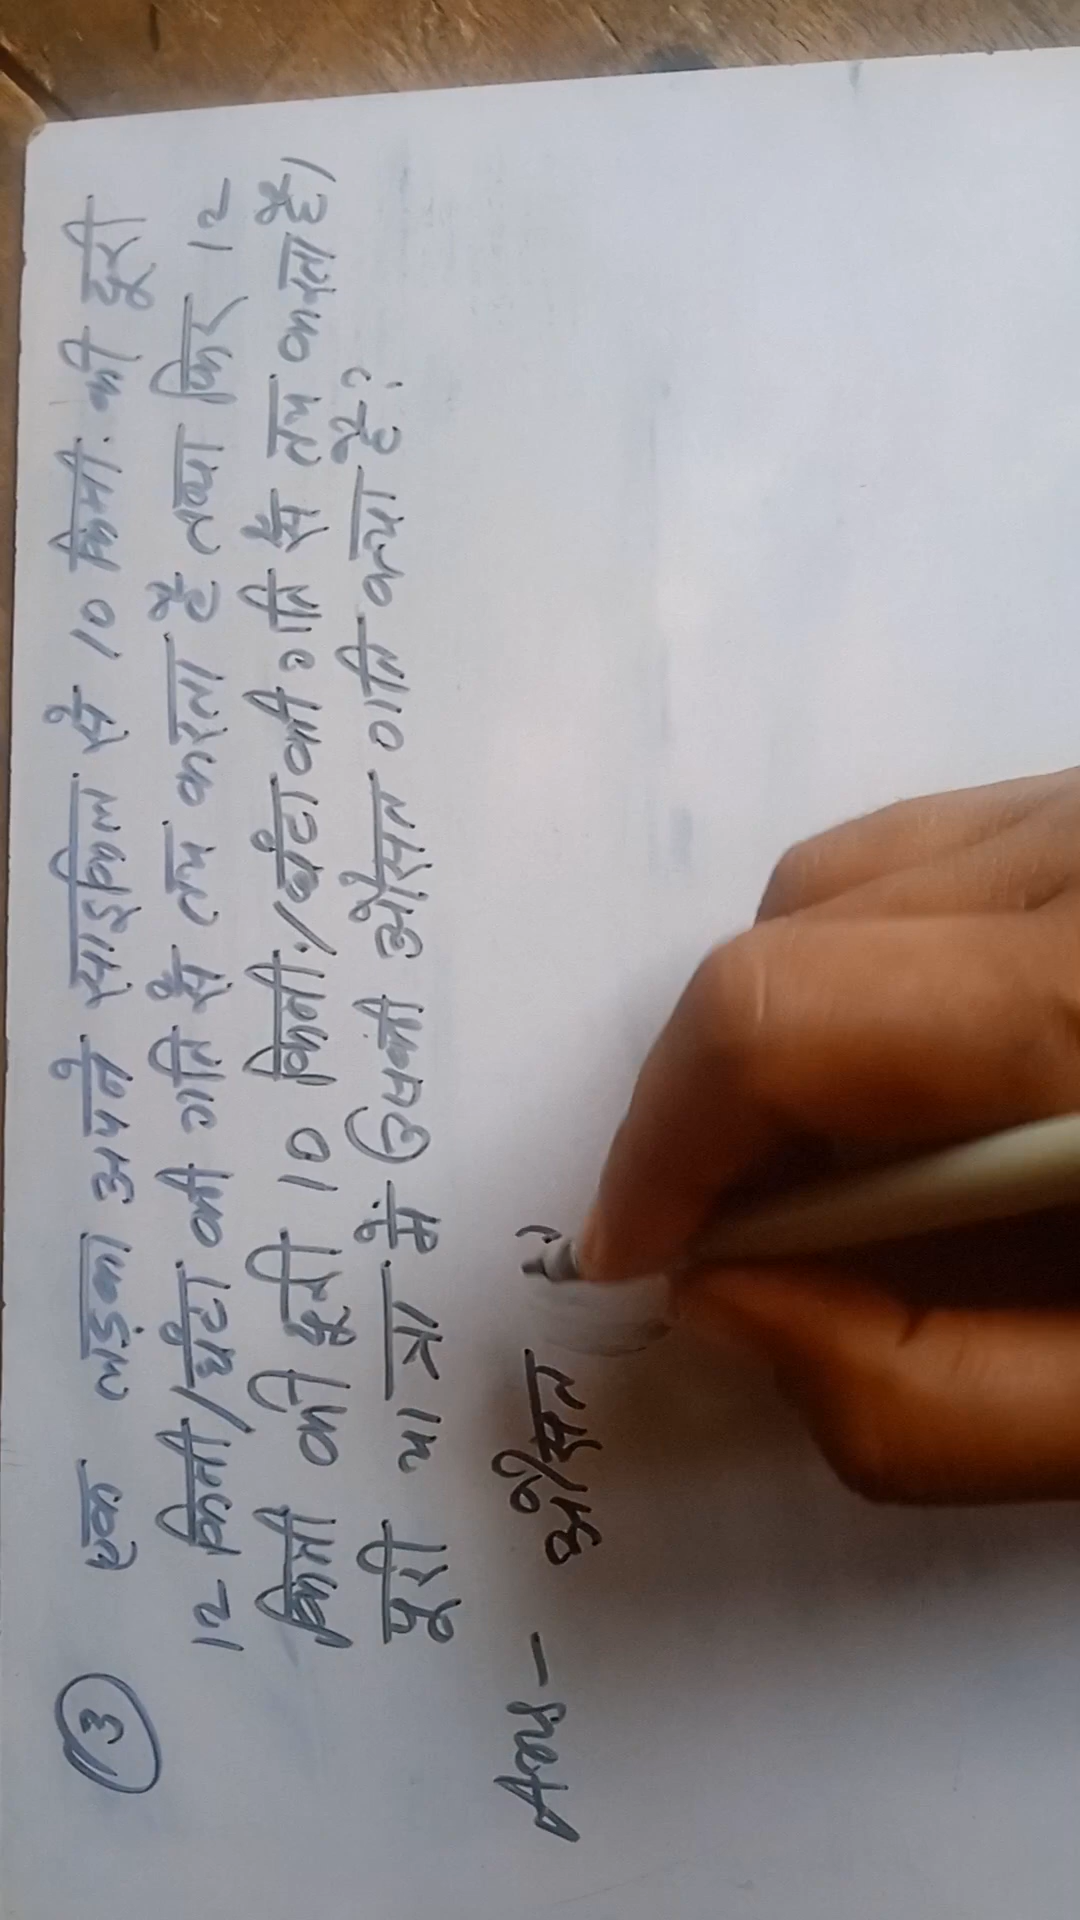 ③ एक लड़का अपने साइकिल से 10 किमी. की दूरी
12 किमी/घंटा की गति से तय करता है तथा फिर 12
किमी की दूरी 10 किमी./घंटा की गति से तय करता है,
पूरी यात्रा में उसकी औसत गति क्या है?
Ans- औसत